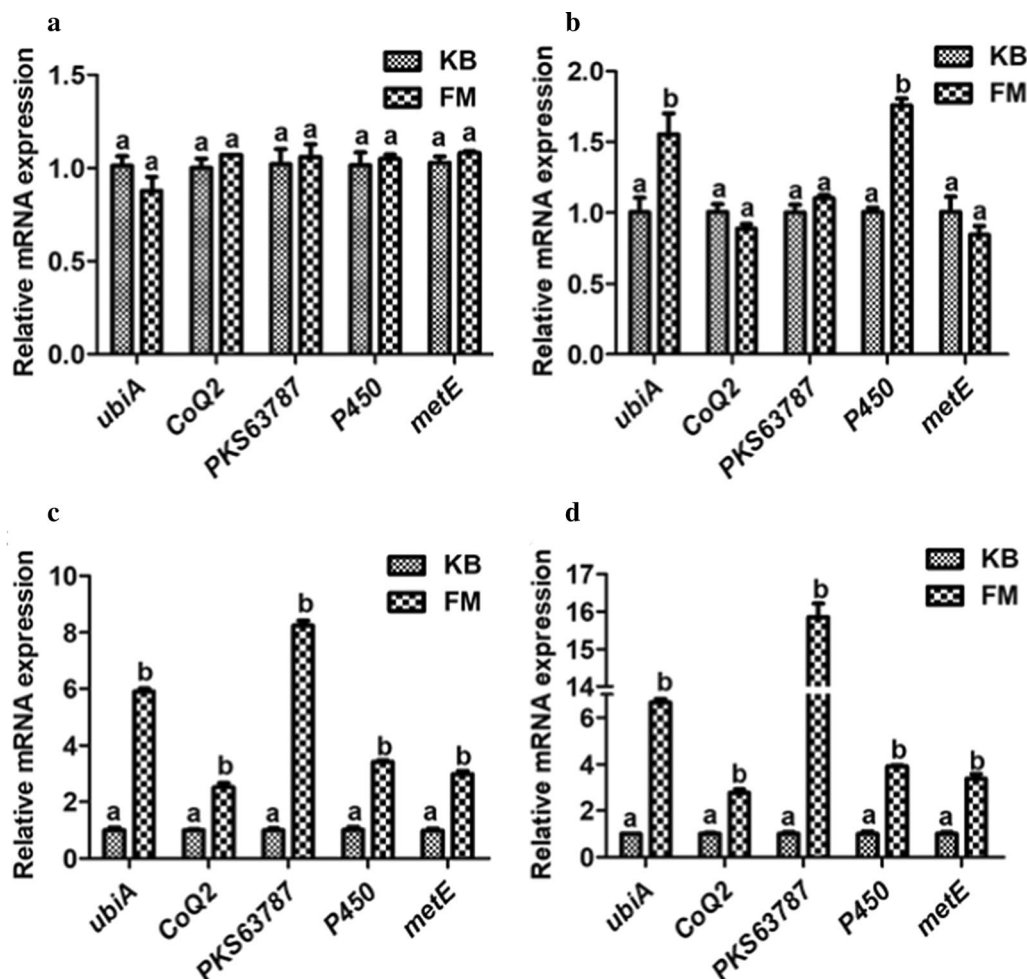 a
Relative mRNA expression
KB
FM
1.5
1.0
0.5
0.0
a a a a a a a a a a
ubiA CoQ2 PKS63787 P450 metE
b
Relative mRNA expression
KB
FM
2.0
1.5
1.0
0.5
0.0
a b a a a a a b a a
ubiA CoQ2 PKS63787 P450 metE
c
Relative mRNA expression
KB
FM
10
8
6
4
2
0
a b a b a b a b a b
ubiA CoQ2 PKS63787 P450 metE
d
Relative mRNA expression
KB
FM
17
16
15
14
6
4
2
0
a b a b a b a b a b
ubiA CoQ2 PKS63787 P450 metE